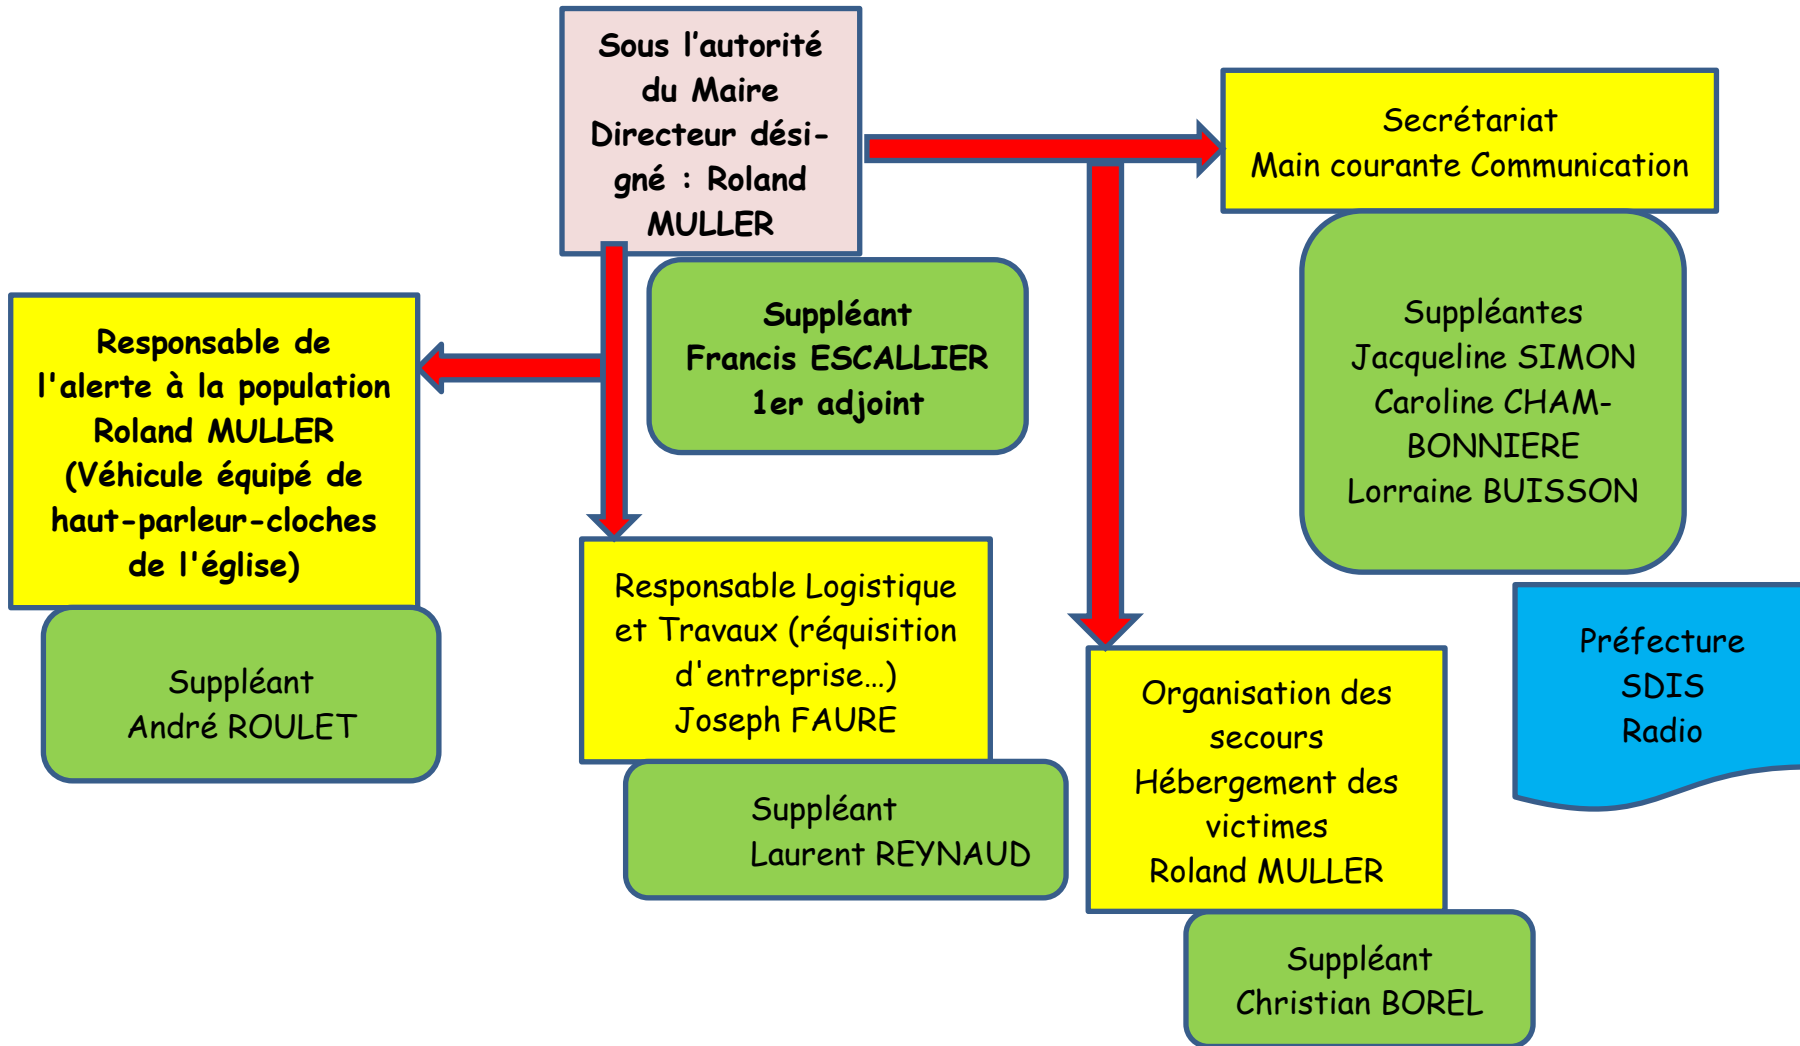 Sous l’autorité
du Maire
Directeur dési-
gné : Roland
MULLER
Suppléant
Francis ESCALLIER
1er adjoint
Secrétariat
Main courante Communication
Suppléantes
Jacqueline SIMON
Caroline CHAM-
BONNIERE
Lorraine BUISSON
Responsable de
l'alerte à la population
Roland MULLER
(Véhicule équipé de
haut-parleur-cloches
de l'église)
Suppléant
André ROULET
Responsable Logistique
et Travaux (réquisition
d'entreprise…)
Joseph FAURE
Suppléant
Laurent REYNAUD
Organisation des
secours
Hébergement des
victimes
Roland MULLER
Suppléant
Christian BOREL
Préfecture
SDIS
Radio